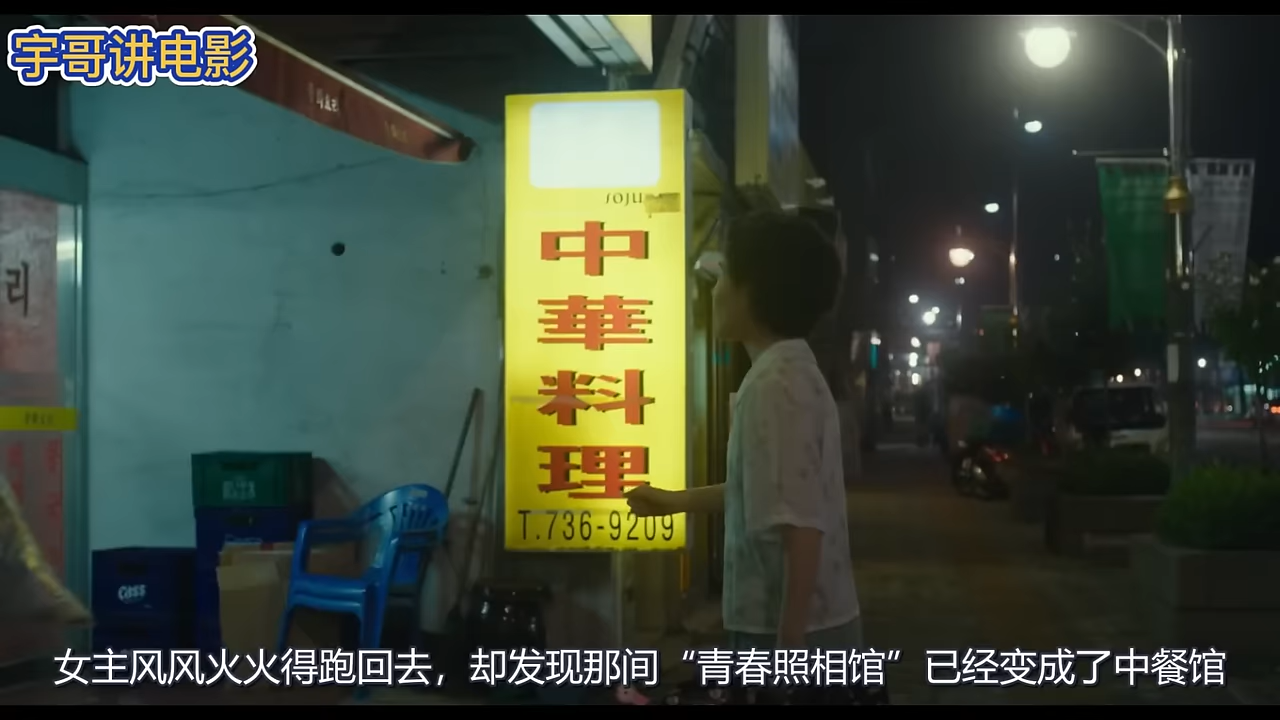 宇哥讲电影
soju
中
華
料
理
T.736-9209
리
Cass
女主风风火火得跑回去，却发现那间“青春照相馆”已经变成了中餐馆